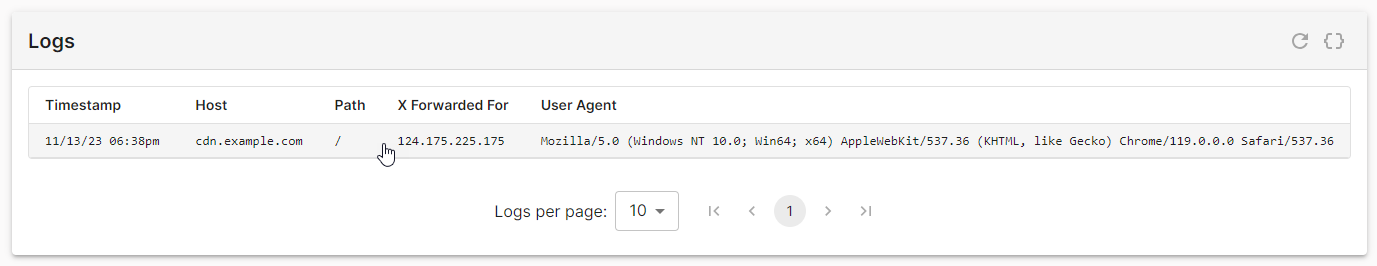 Logs
Timestamp Host Path X Forwarded For User Agent
11/13/23 06:38pm cdn.example.com / 124.175.225.175 Mozilla/5.0 (Windows NT 10.0; Win64; x64) AppleWebKit/537.36 (KHTML, like Gecko) Chrome/119.0.0.0 Safari/537.36
Logs per page: 10 1